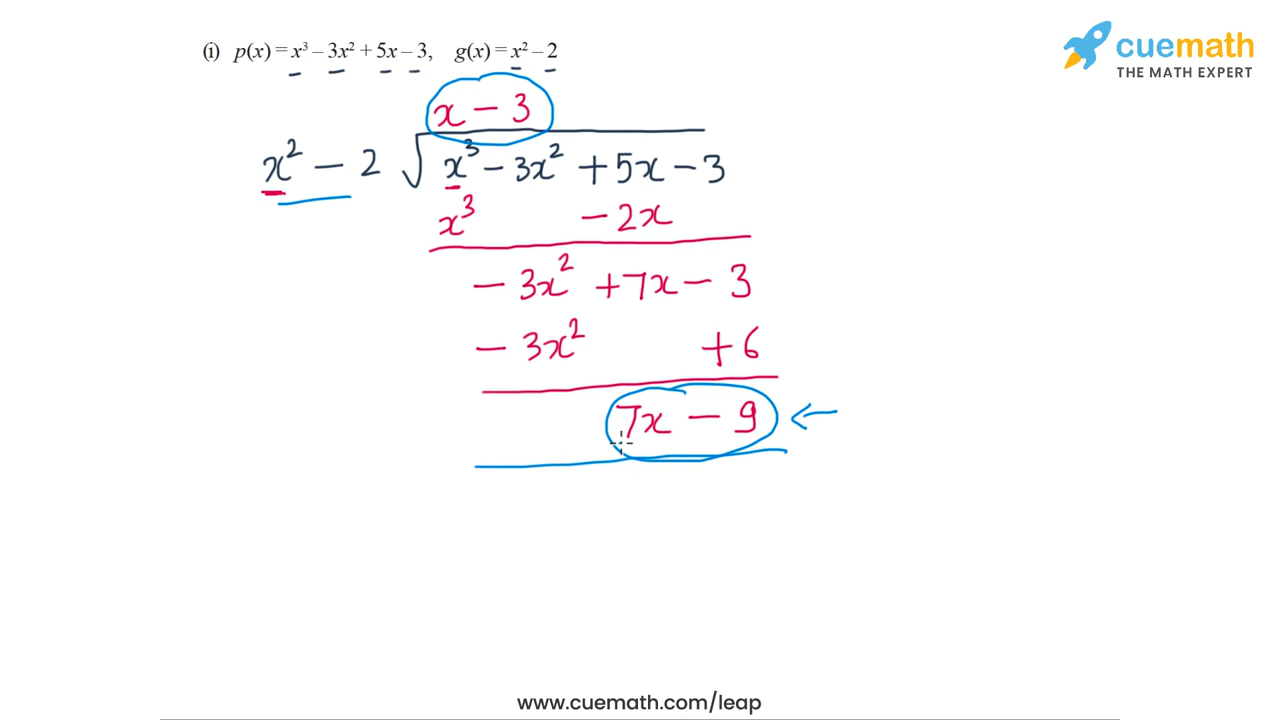 (i) p(x) = x³ – 3x² + 5x – 3, g(x) = x² – 2
cuemath
THE MATH EXPERT
x – 3
x² – 2 √ x³ – 3x² + 5x – 3
x³ – 2x
– 3x² + 7x – 3
– 3x² + 6
7x – 9 ←
www.cuemath.com/leap